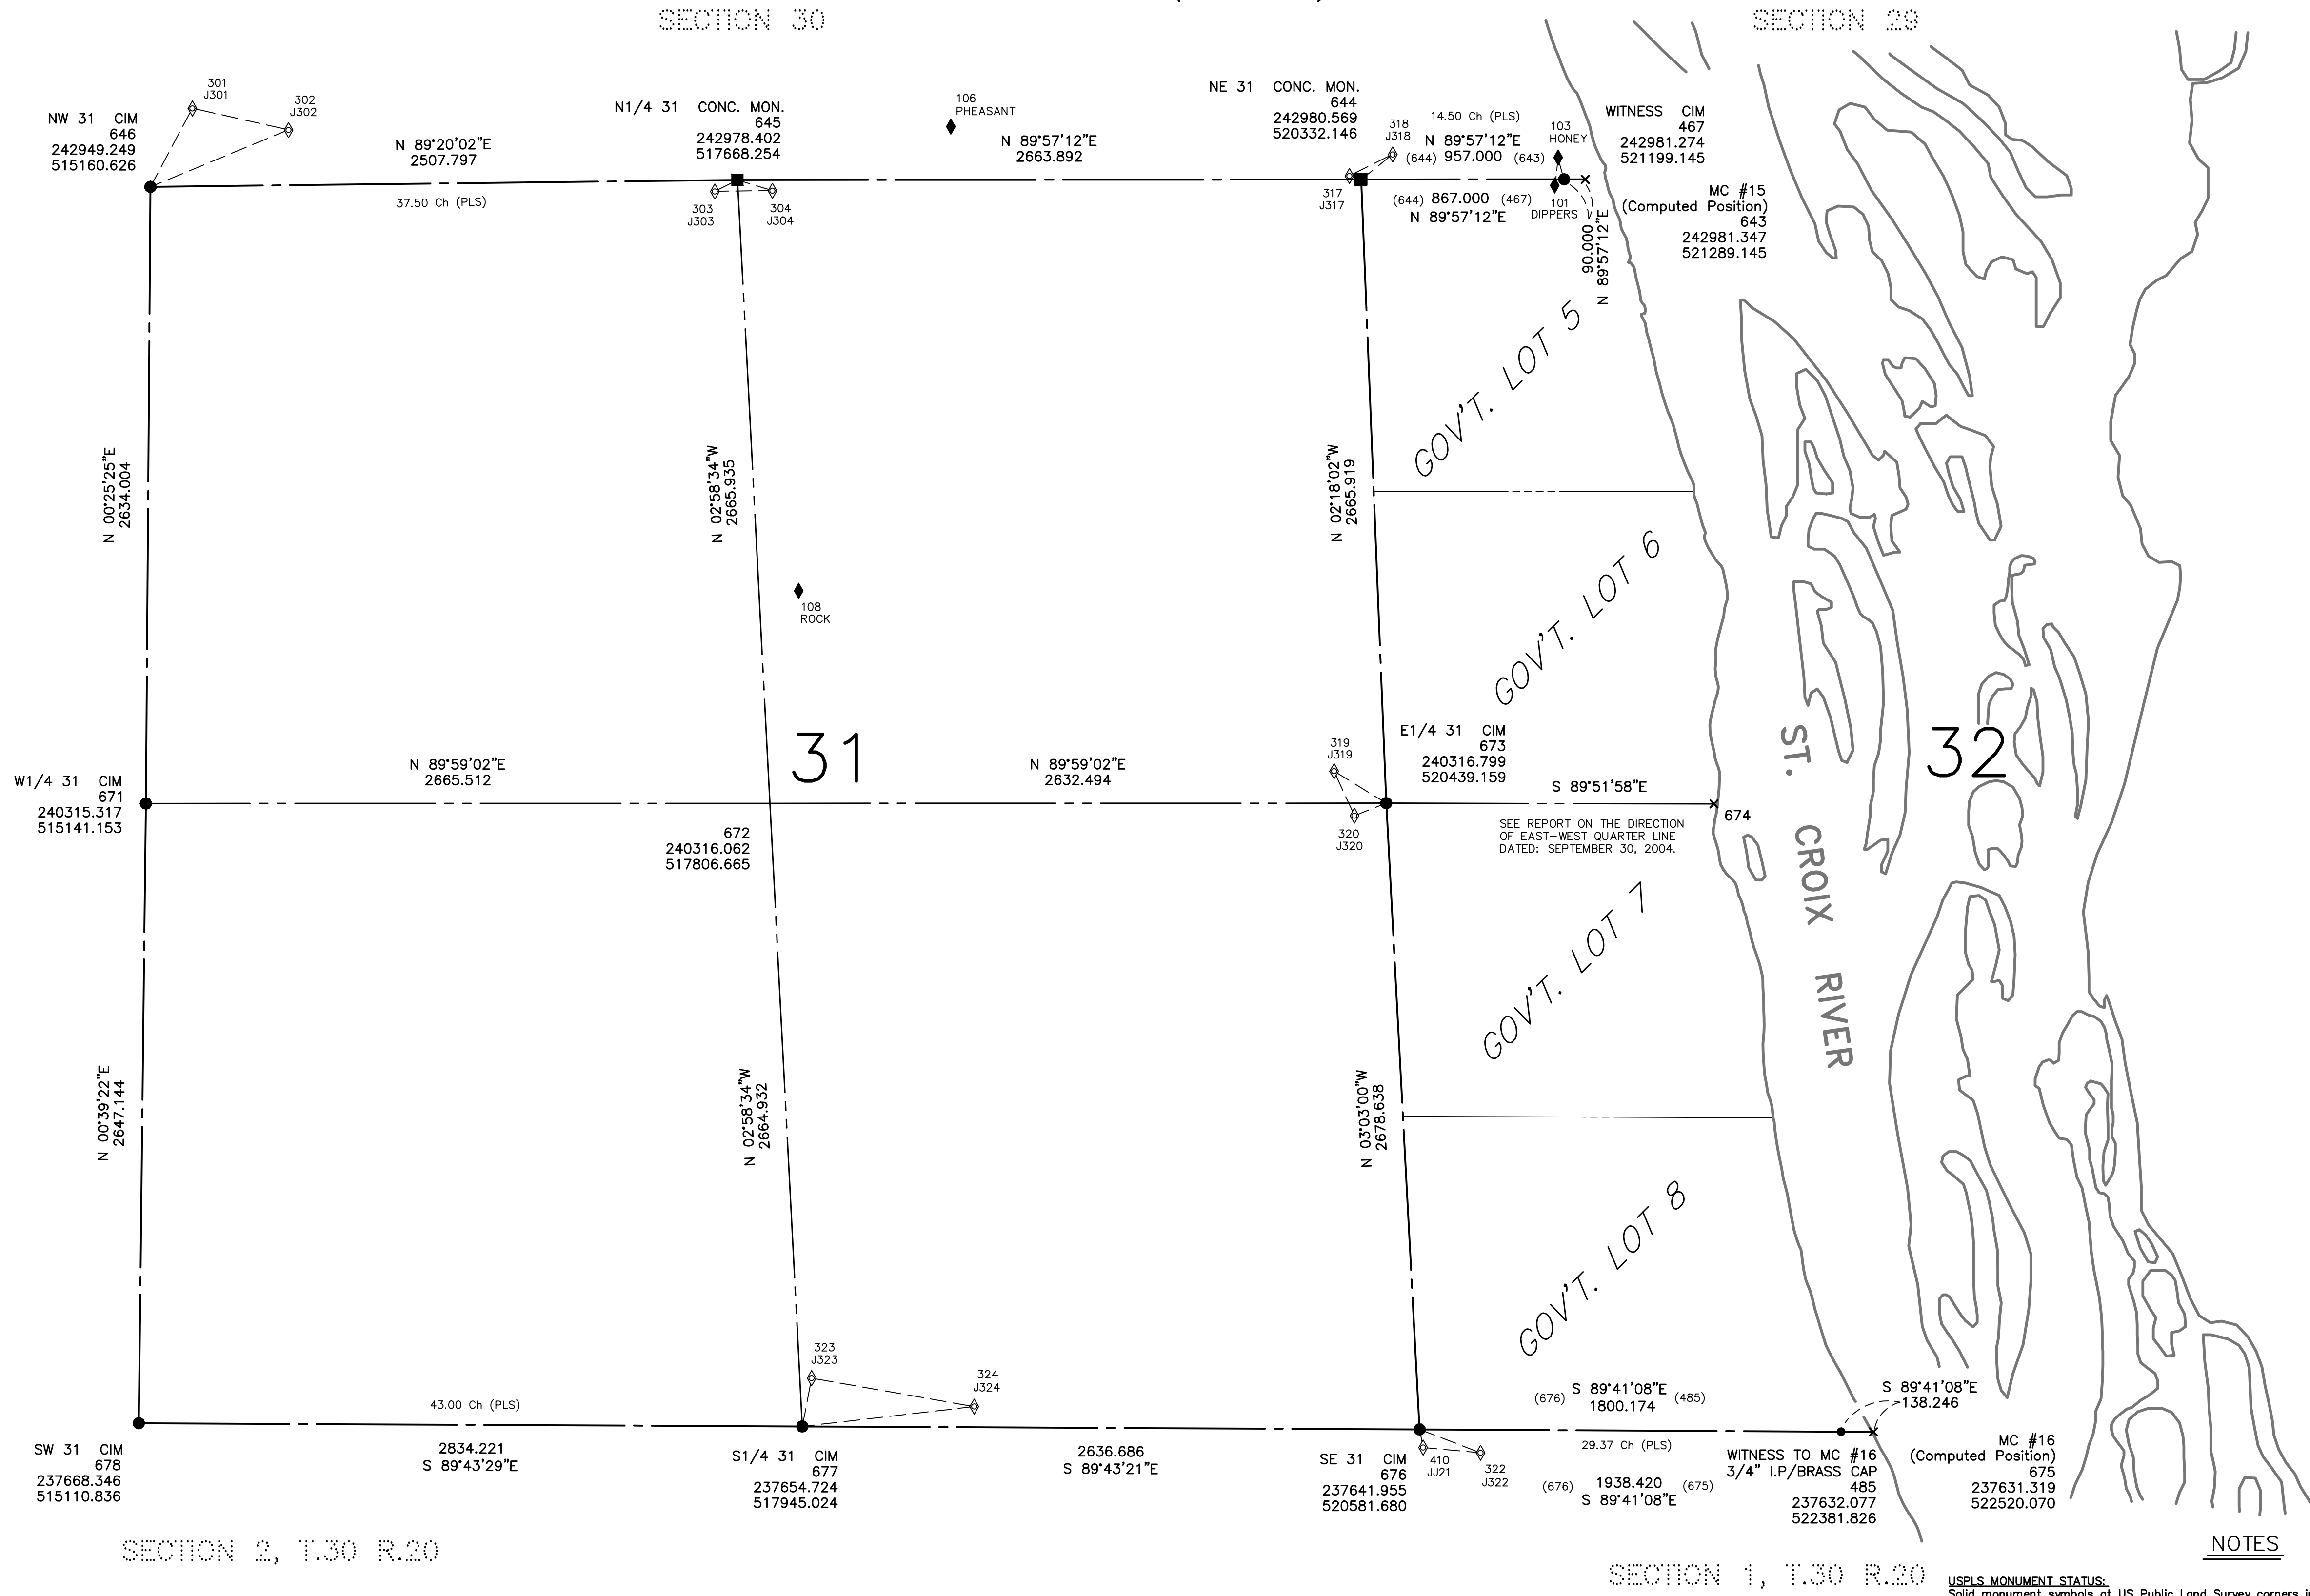 SECTION 30
SECTION 29
301
J301
302
J302
NW 31 CIM
646
242949.249
515160.626
N 89°20'02"E
2507.797
37.50 Ch (PLS)
N1/4 31 CONC. MON.
645
242978.402
517668.254
303
J303
304
J304
106
PHEASANT
N 89°57'12"E
2663.892
NE 31 CONC. MON.
644
242980.569
520332.146
318
J318
317
J317
14.50 Ch (PLS)
N 89°57'12"E
(644) 957.000 (643)
(644) 867.000 (467)
N 89°57'12"E
103
HONEY
101
DIPPERS
90.000
N 89°57'12"E
WITNESS CIM
467
242981.274
521199.145
MC #15
(Computed Position)
643
242981.347
521289.145
GOV'T. LOT 5
N 00°25'25"E
2634.004
N 02°58'34"W
2665.935
N 02°18'02"W
2665.919
108
ROCK
GOV'T. LOT 6
W1/4 31 CIM
671
240315.317
515141.153
N 89°59'02"E
2665.512
31
672
240316.062
517806.665
N 89°59'02"E
2632.494
319
J319
320
J320
E1/4 31 CIM
673
240316.799
520439.159
S 89°51'58"E
674
SEE REPORT ON THE DIRECTION
OF EAST-WEST QUARTER LINE
DATED: SEPTEMBER 30, 2004.
32
ST. CROIX RIVER
GOV'T. LOT 7
N 00°39'22"E
2647.144
N 02°58'34"W
2664.932
N 03°03'00"W
2678.638
GOV'T. LOT 8
323
J323
324
J324
43.00 Ch (PLS)
SW 31 CIM
678
237668.346
515110.836
2834.221
S 89°43'29"E
S1/4 31 CIM
677
237654.724
517945.024
2636.686
S 89°43'21"E
SE 31 CIM
676
237641.955
520581.680
410
JJ21
322
J322
(676) S 89°41'08"E (485)
1800.174
29.37 Ch (PLS)
(676) 1938.420 (675)
S 89°41'08"E
S 89°41'08"E
138.246
WITNESS TO MC #16
3/4" I.P/BRASS CAP
485
237632.077
522381.826
MC #16
(Computed Position)
675
237631.319
522520.070
SECTION 2, T.30 R.20
SECTION 1, T.30 R.20
NOTES
USPLS MONUMENT STATUS:
Solid monument symbols at US Public Land Survey corners